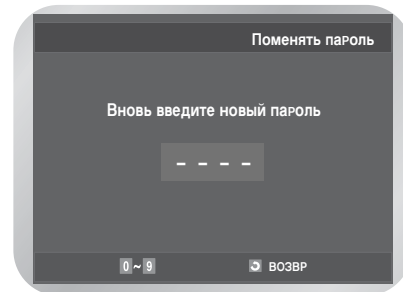 Поменять пароль
Вновь введите новый пароль
– – – –
0 ~ 9 ВОЗВР